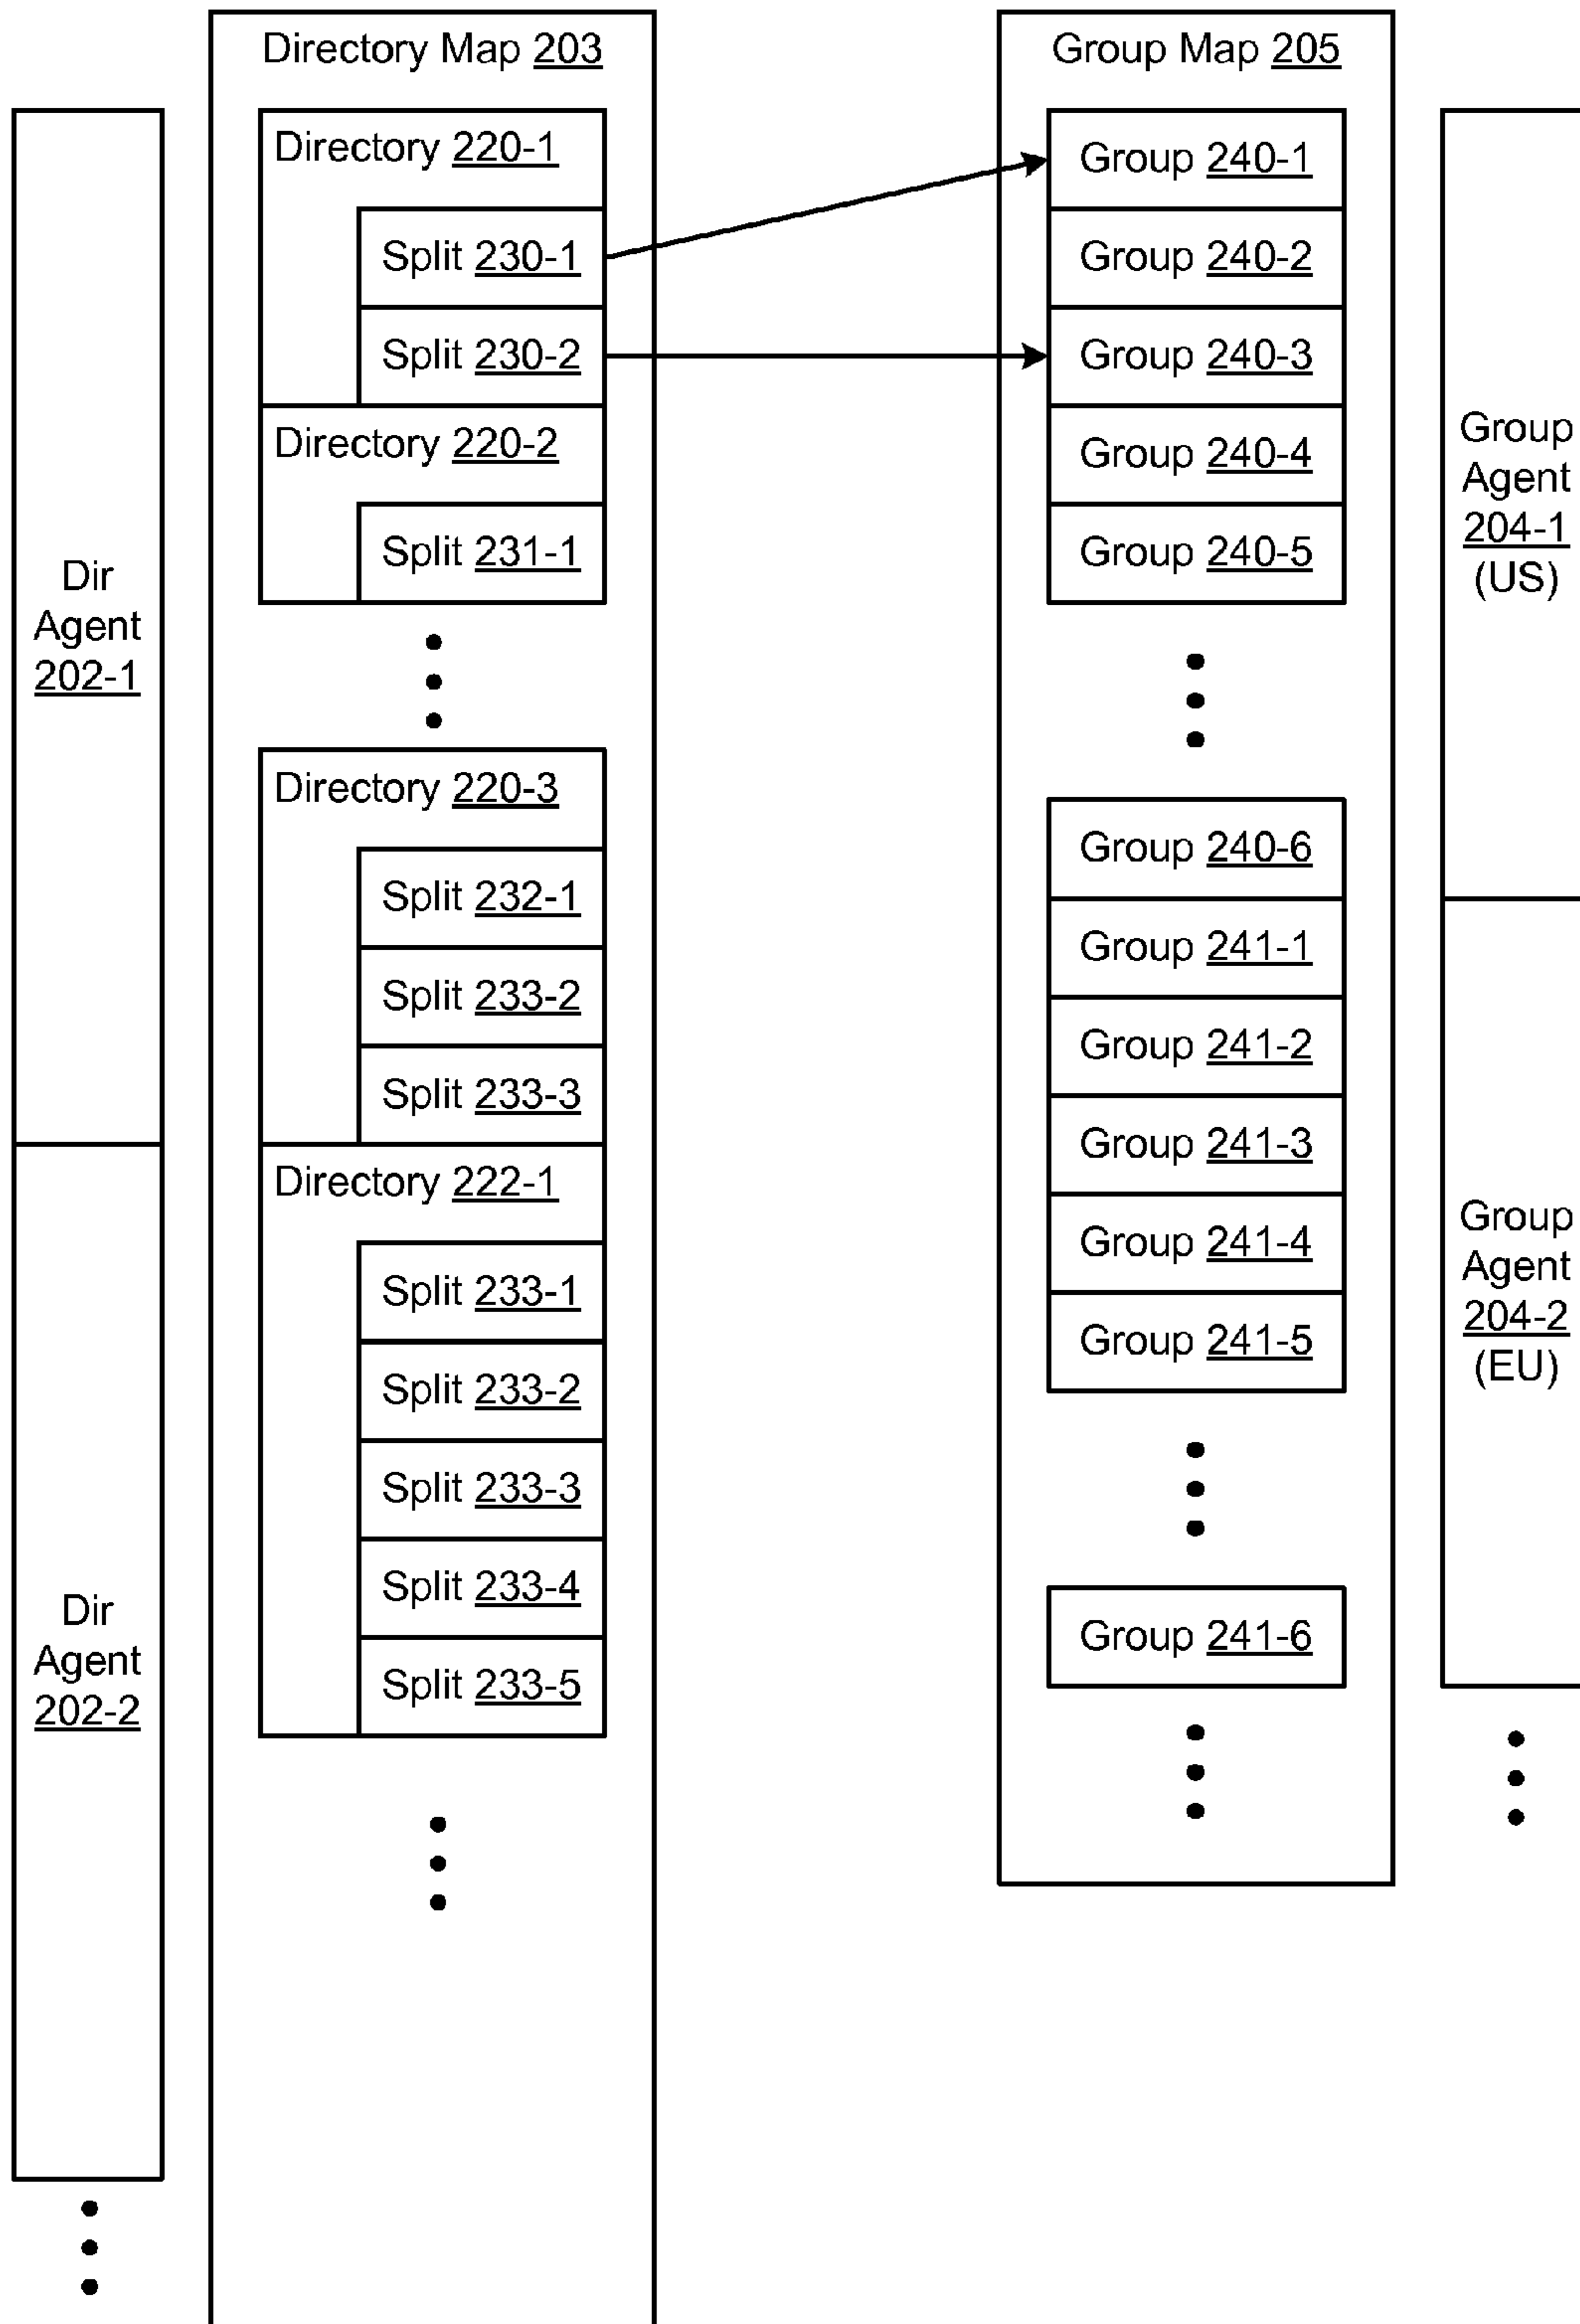 Directory Map 203
Directory 220-1
Split 230-1
Split 230-2
Directory 220-2
Split 231-1
Directory 220-3
Split 232-1
Split 233-2
Split 233-3
Directory 222-1
Split 233-1
Split 233-2
Split 233-3
Split 233-4
Split 233-5
Dir
Agent
202-1
Dir
Agent
202-2
Group Map 205
Group 240-1
Group 240-2
Group 240-3
Group 240-4
Group 240-5
Group 240-6
Group 241-1
Group 241-2
Group 241-3
Group 241-4
Group 241-5
Group 241-6
Group
Agent
204-1
(US)
Group
Agent
204-2
(EU)